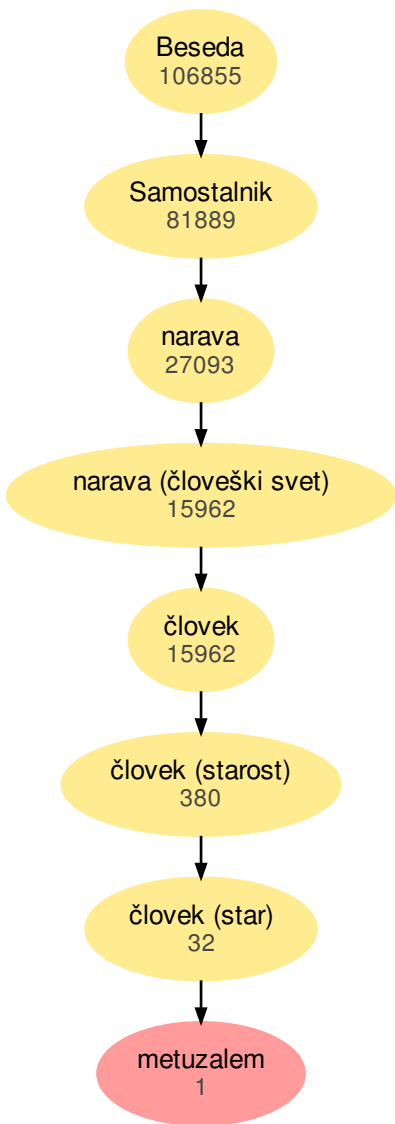 Beseda
106855
Samostalnik
81889
narava
27093
narava (človeški svet)
15962
človek
15962
človek (starost)
380
človek (star)
32
metuzalem
1